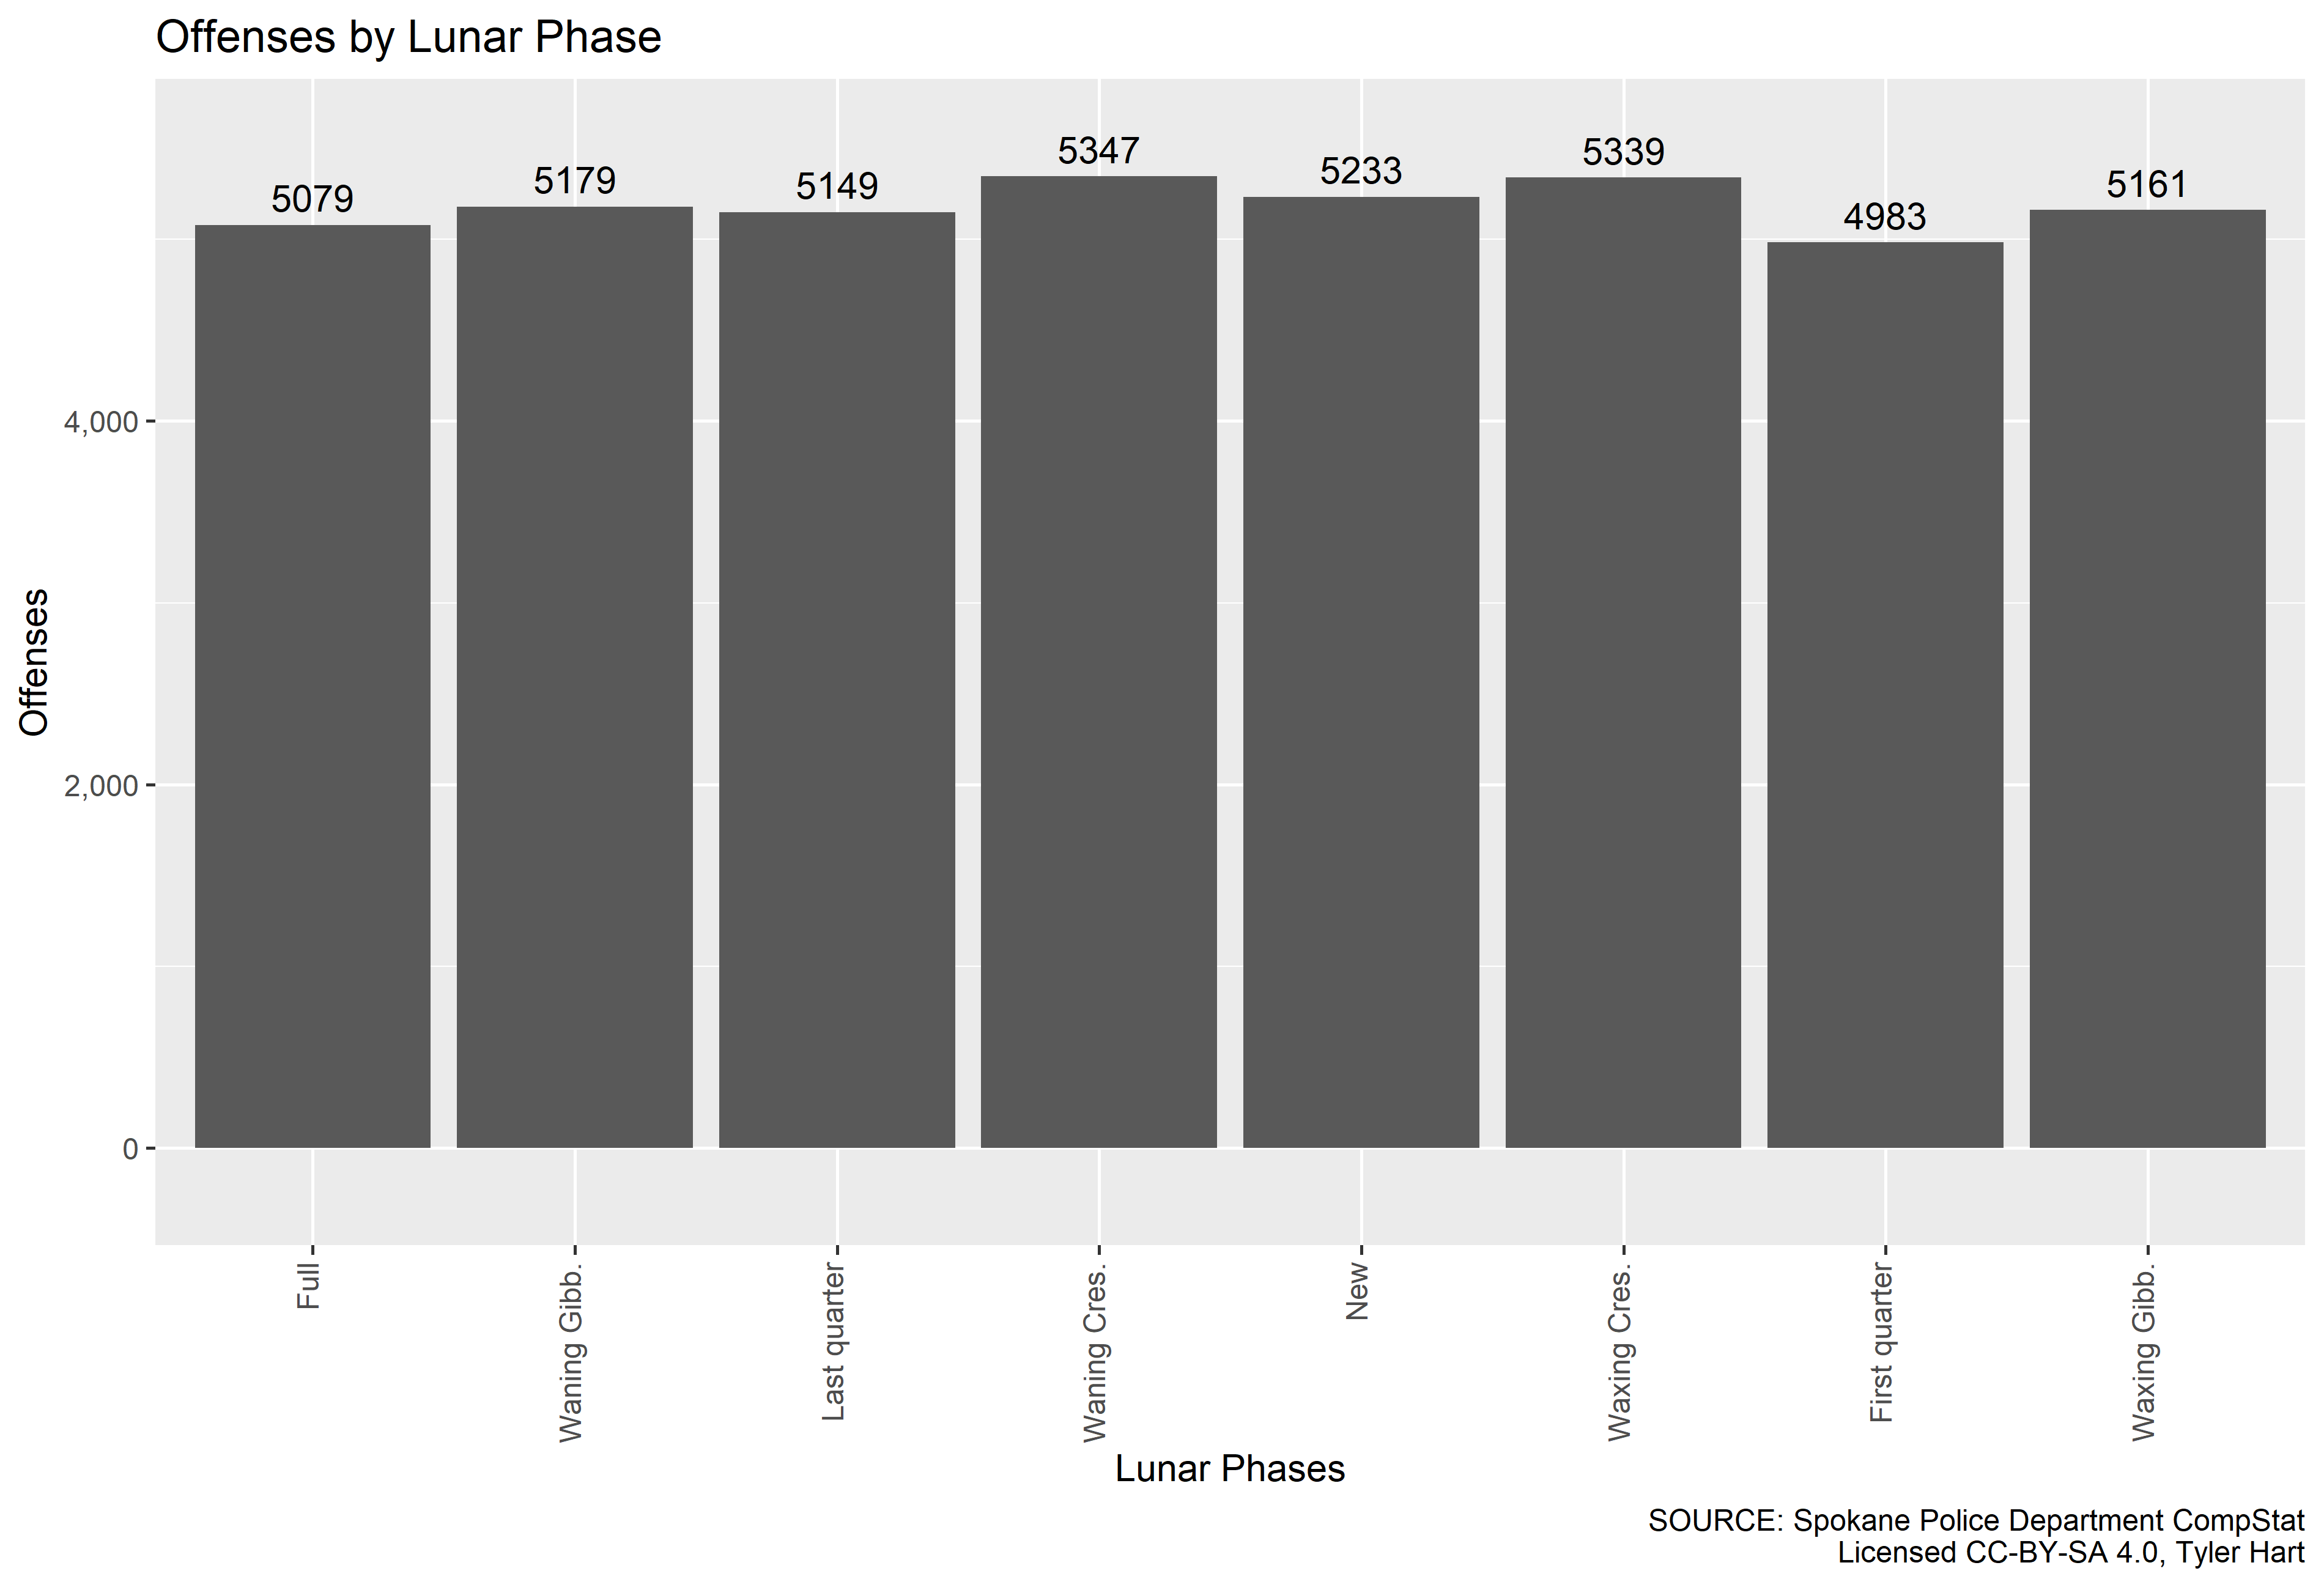 Offenses by Lunar Phase
5079
5179
5149
5347
5233
5339
4983
5161
4,000
2,000
0
Offenses
Full
Waning Gibb.
Last quarter
Waning Cres.
New
Waxing Cres.
First quarter
Waxing Gibb.
Lunar Phases
SOURCE: Spokane Police Department CompStat
Licensed CC-BY-SA 4.0, Tyler Hart